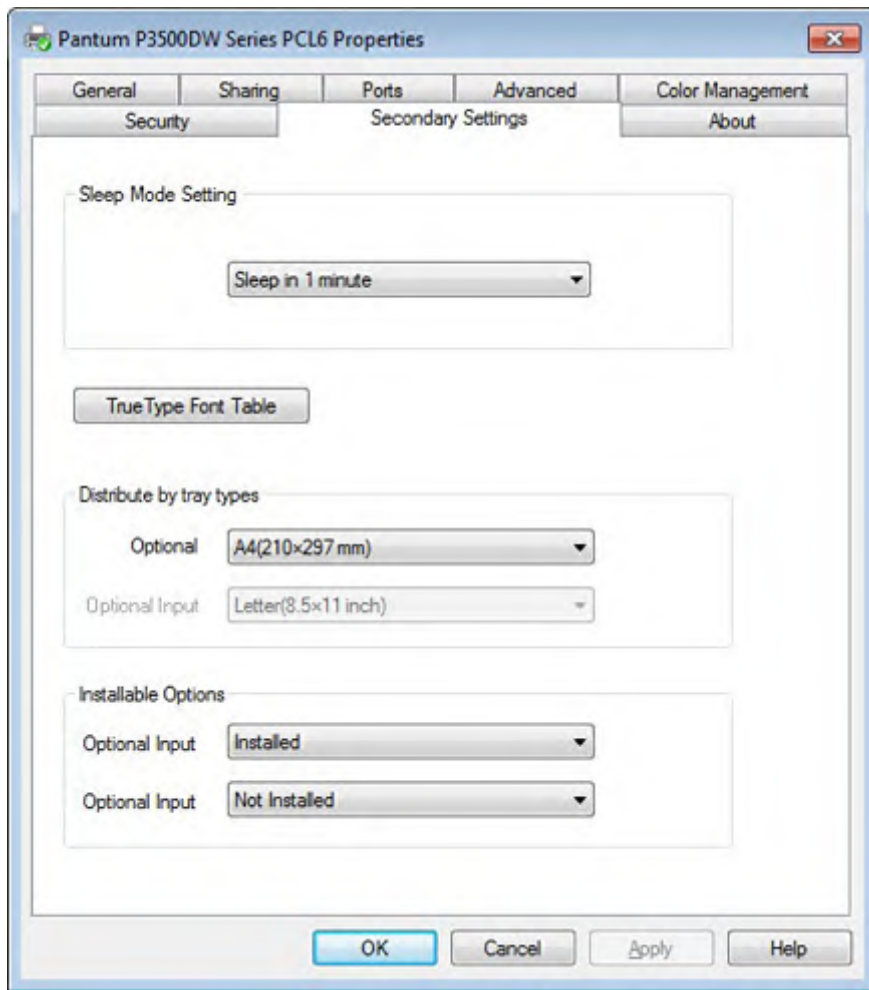 Pantum P3500DW Series PCL6 Properties
General Sharing Ports Advanced Color Management
Security Secondary Settings About
Sleep Mode Setting
Sleep in 1 minute
TrueType Font Table
Distribute by tray types
Optional A4(210×297 mm)
Optional Input Letter(8.5×11 inch)
Installable Options
Optional Input Installed
Optional Input Not Installed
OK Cancel Apply Help